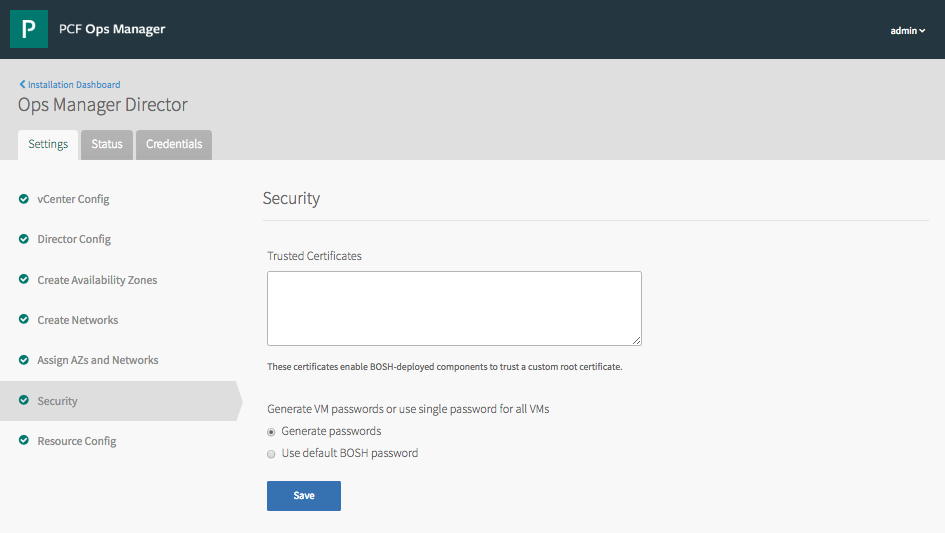 P PCF Ops Manager admin
Installation Dashboard
Ops Manager Director
Settings Status Credentials
vCenter Config
Director Config
Create Availability Zones
Create Networks
Assign AZs and Networks
Security
Resource Config
Security
Trusted Certificates
These certificates enable BOSH-deployed components to trust a custom root certificate.
Generate VM passwords or use single password for all VMs
Generate passwords
Use default BOSH password
Save